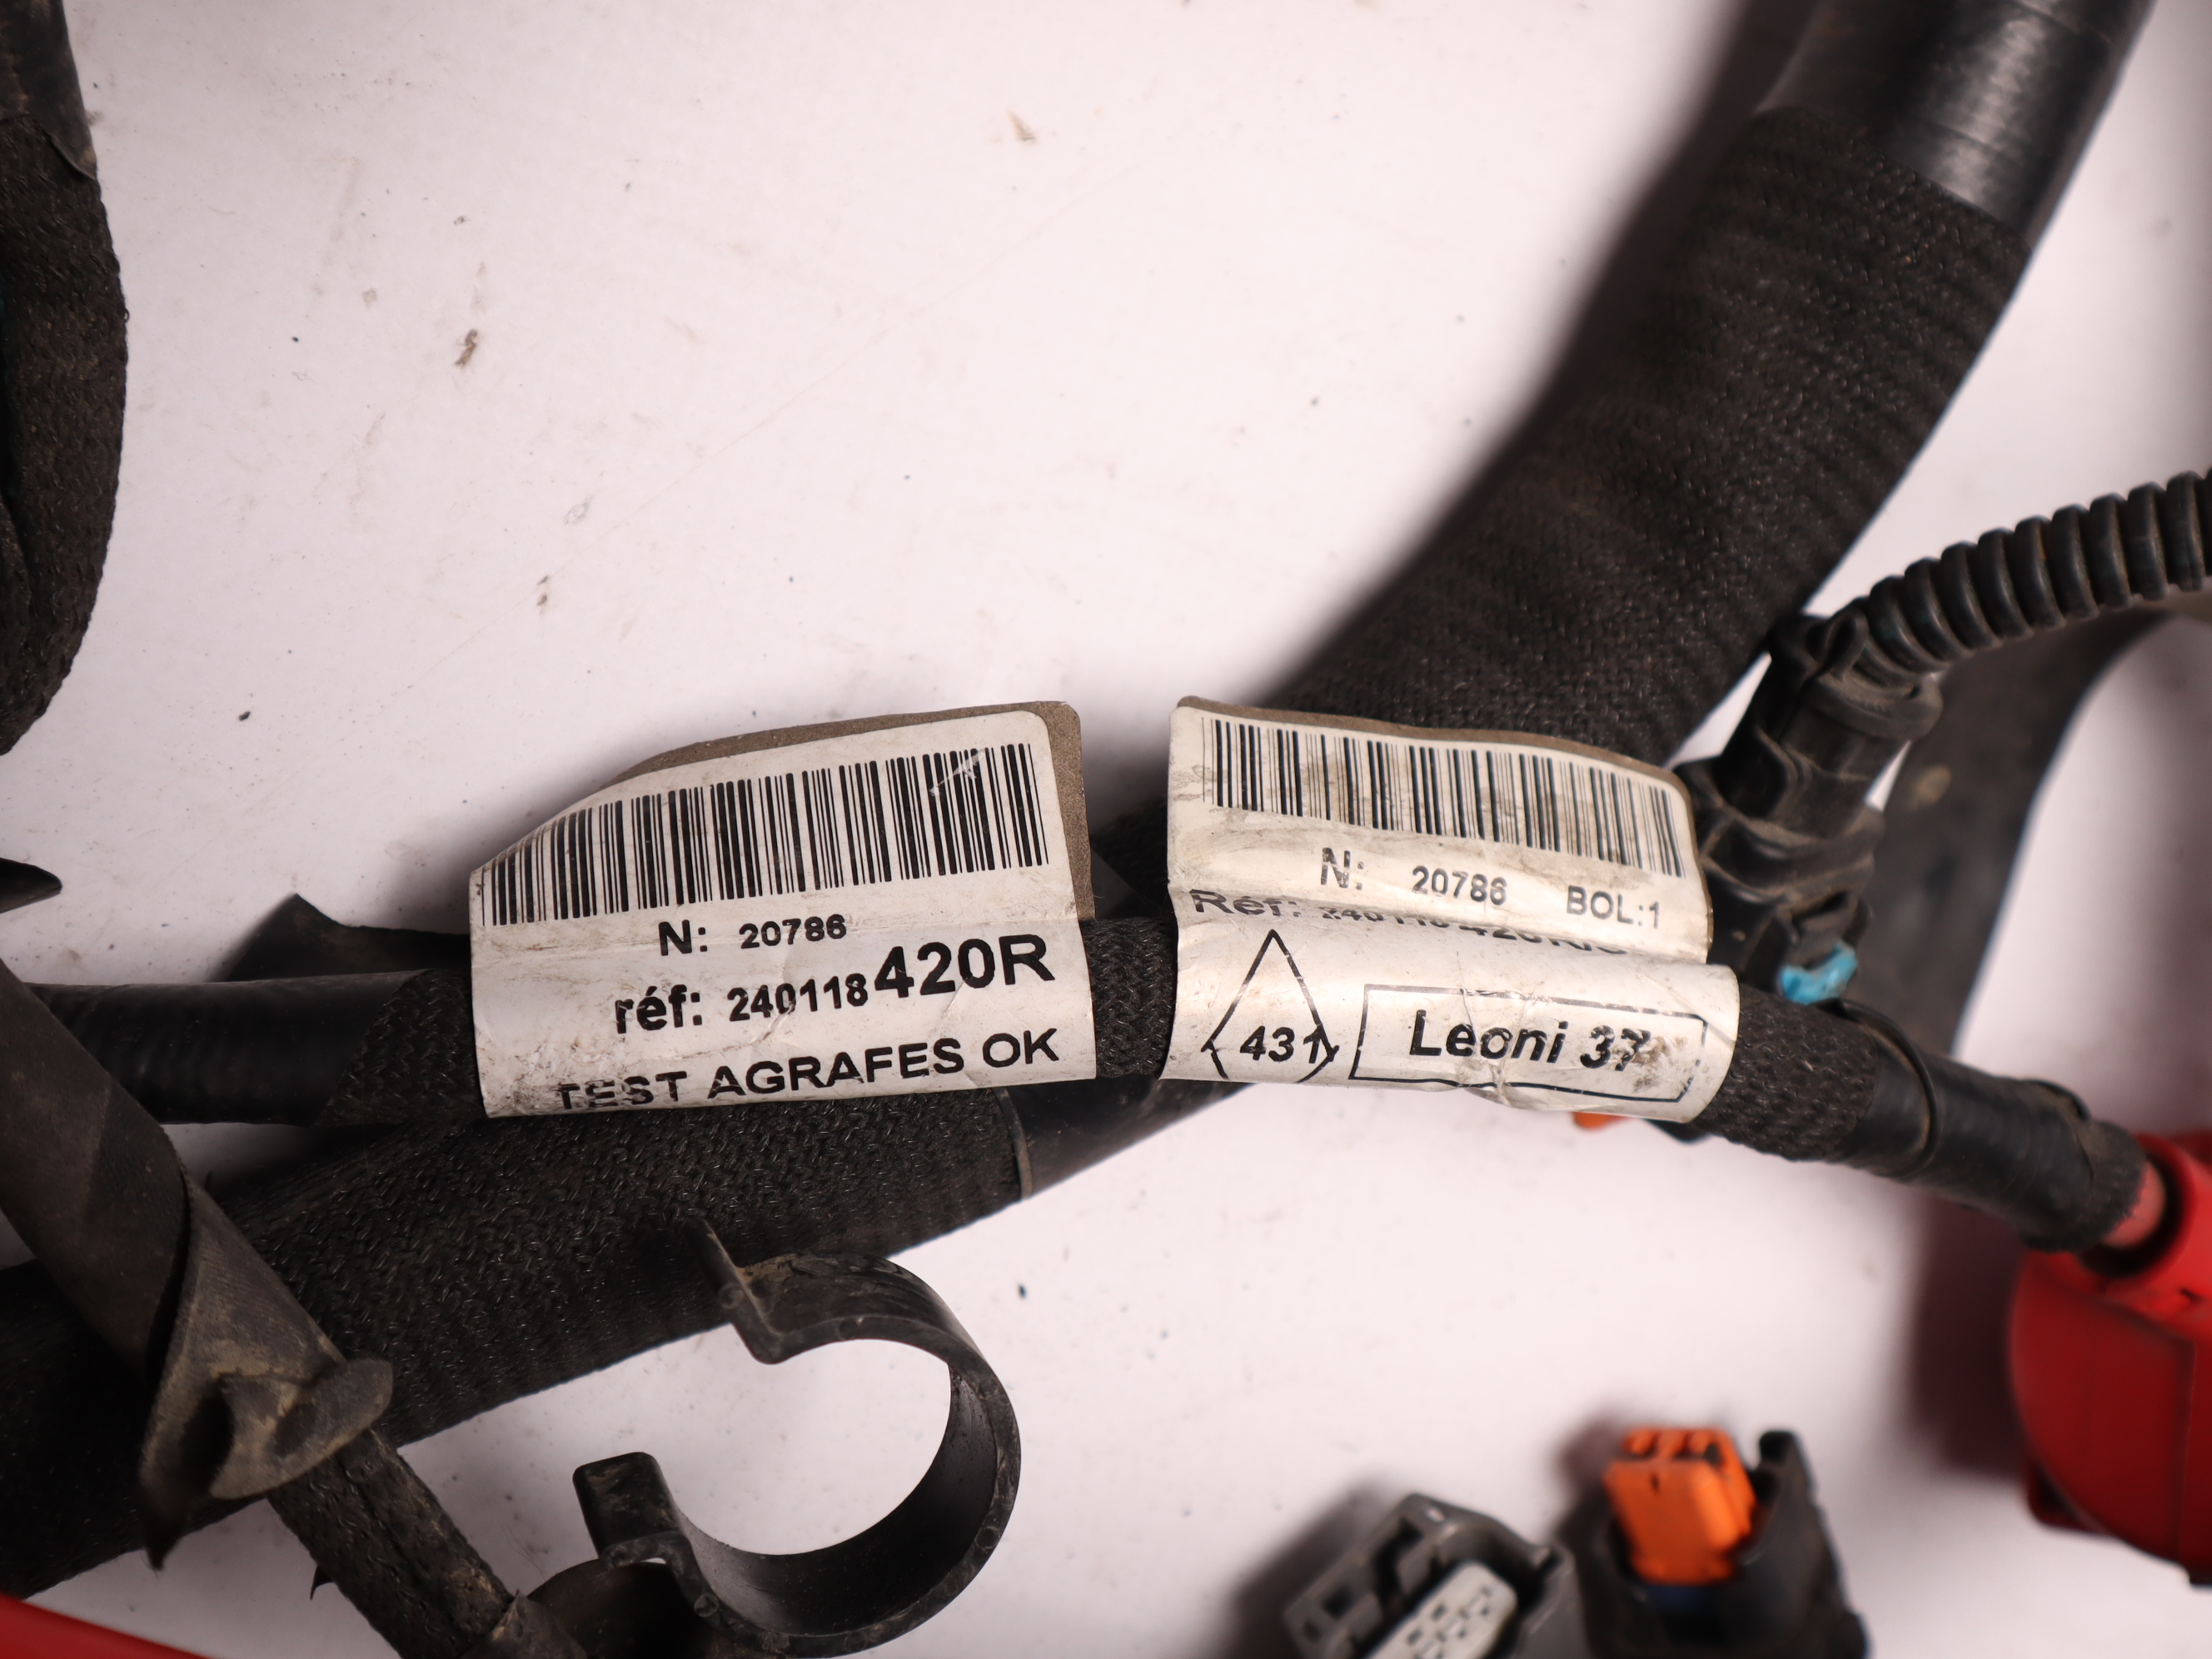 N: 20786
réf: 240118420R
TEST AGRAFES OK
N: 20786 BOL:1
Réf:
431
Leoni 37